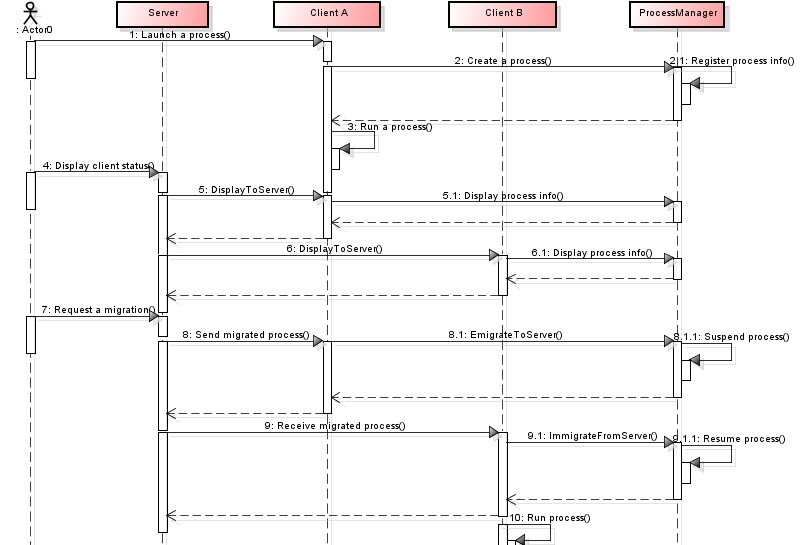 Server
Client A
Client B
ProcessManager
: Actor0
1: Launch a process()
2: Create a process()
2.1: Register process info()
3: Run a process()
4: Display client status()
5: DisplayToServer()
5.1: Display process info()
6: DisplayToServer()
6.1: Display process info()
7: Request a migration()
8: Send migrated process()
8.1: EmigrateToServer()
8.1.1: Suspend process()
9: Receive migrated process()
9.1: ImmigrateFromServer()
9.1.1: Resume process()
10: Run process()